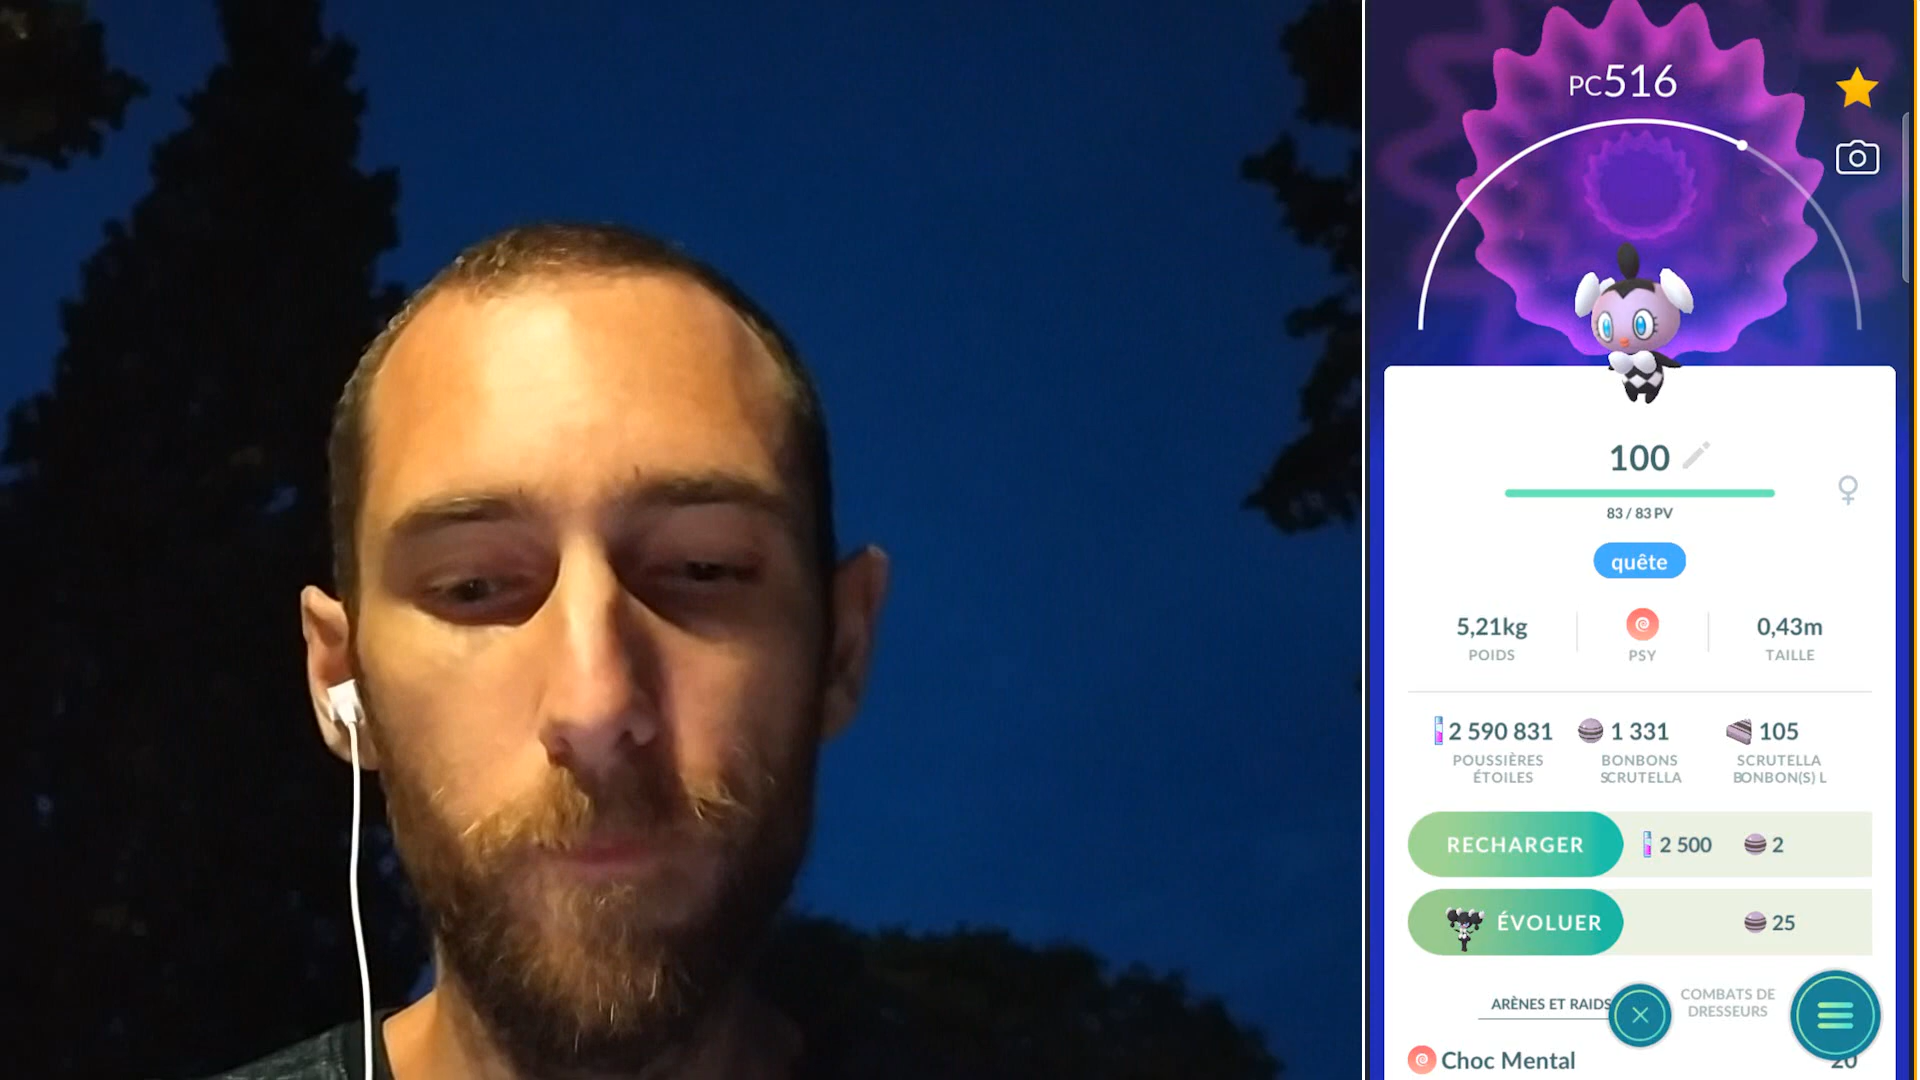 PC516
100
83 / 83 PV
quête
5,21kg
POIDS
PSY
0,43m
TAILLE
2 590 831
POUSSIÈRES
ÉTOILES
1 331
BONBONS
SCRUTELLA
105
SCRUTELLA
BONBON(S) L
RECHARGER
2 500
2
ÉVOLUER
25
ARÈNES ET RAIDS
COMBATS DE
DRESSEURS
Choc Mental
20